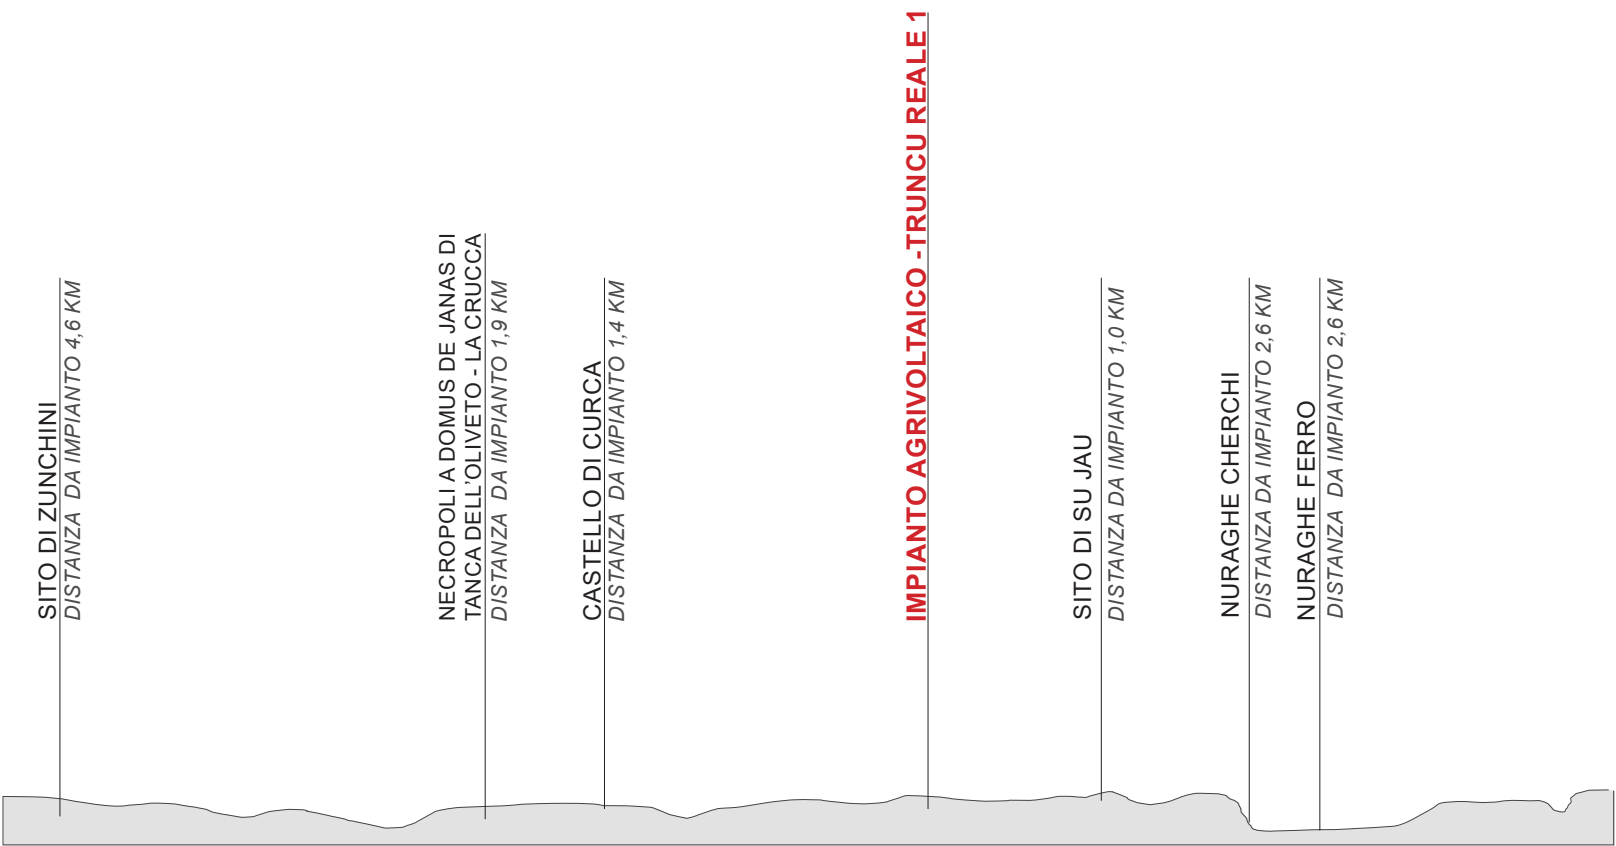 SITO DI ZUNCHINI
DISTANZA DA IMPIANTO 4,6 KM
NECROPOLI A DOMUS DE JANAS DI
TANCA DELL'OLIVETO - LA CRUCCA
DISTANZA DA IMPIANTO 1,9 KM
CASTELLO DI CURCA
DISTANZA DA IMPIANTO 1,4 KM
IMPIANTO AGRIVOLTAICO -TRUNCU REALE 1
SITO DI SU JAU
DISTANZA DA IMPIANTO 1,0 KM
NURAGHE CHERCHI
DISTANZA DA IMPIANTO 2,6 KM
NURAGHE FERRO
DISTANZA DA IMPIANTO 2,6 KM